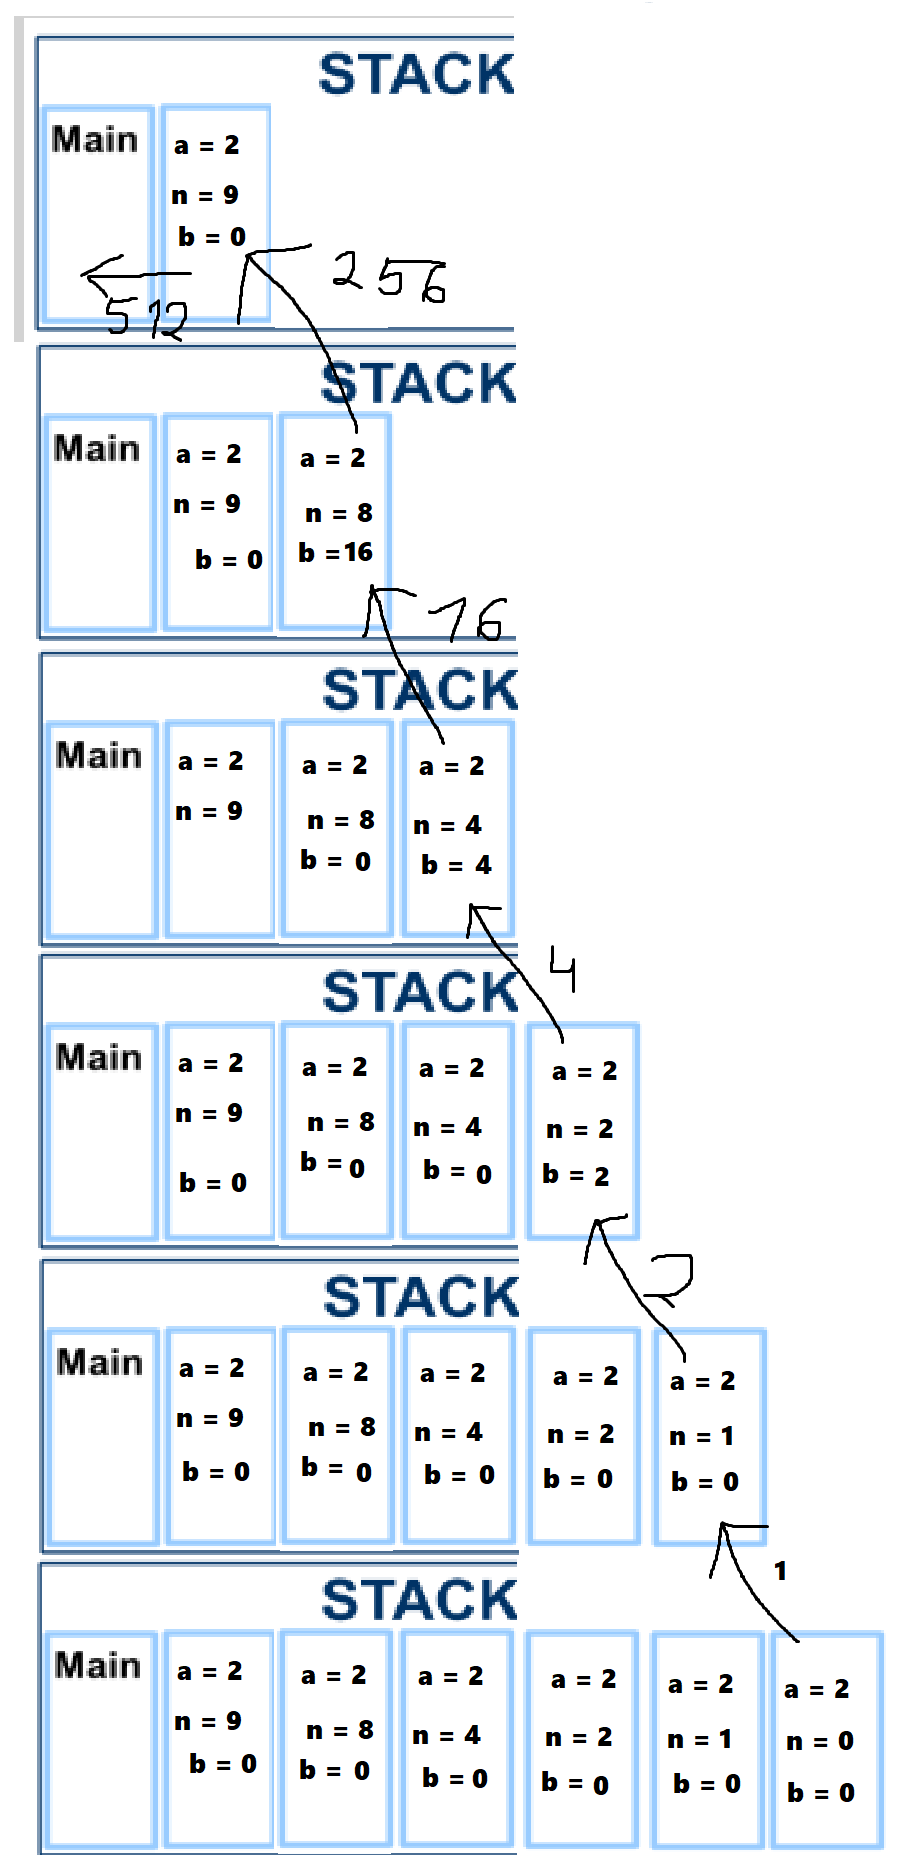 STACK
Main
a = 2
n = 9
b = 0
256
512
STACK
Main
a = 2
n = 9
b = 0
a = 2
n = 8
b =16
16
STACK
Main
a = 2
n = 9
a = 2
n = 8
b = 0
a = 2
n = 4
b = 4
4
STACK
Main
a = 2
n = 9
b = 0
a = 2
n = 8
b = 0
a = 2
n = 4
b = 0
a = 2
n = 2
b = 2
2
STACK
Main
a = 2
n = 9
b = 0
a = 2
n = 8
b = 0
a = 2
n = 4
b = 0
a = 2
n = 2
b = 0
a = 2
n = 1
b = 0
1
STACK
Main
a = 2
n = 9
b = 0
a = 2
n = 8
b = 0
a = 2
n = 4
b = 0
a = 2
n = 2
b = 0
a = 2
n = 1
b = 0
a = 2
n = 0
b = 0